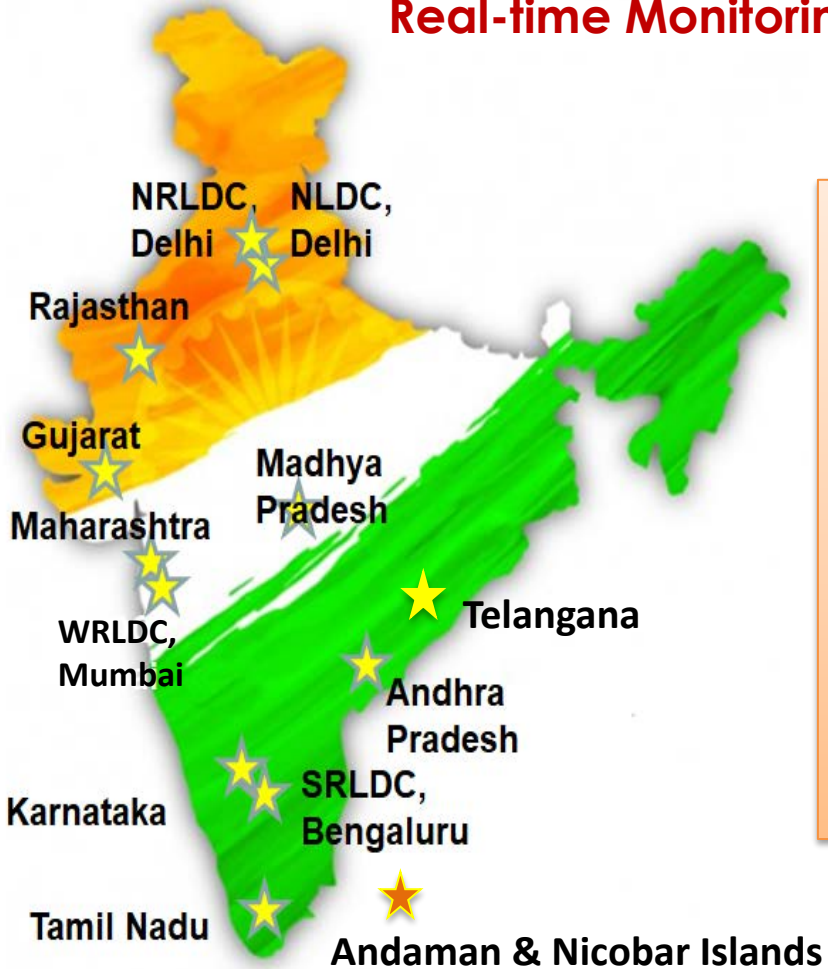 Real-time Monitorin
NRLDC, NLDC,
Delhi Delhi
Rajasthan
Gujarat
Madhya
Pradesh
Maharashtra
WRLDC,
Mumbai
Telangana
Andhra
Pradesh
SRLDC,
Bengaluru
Karnataka
Tamil Nadu
Andaman & Nicobar Islands